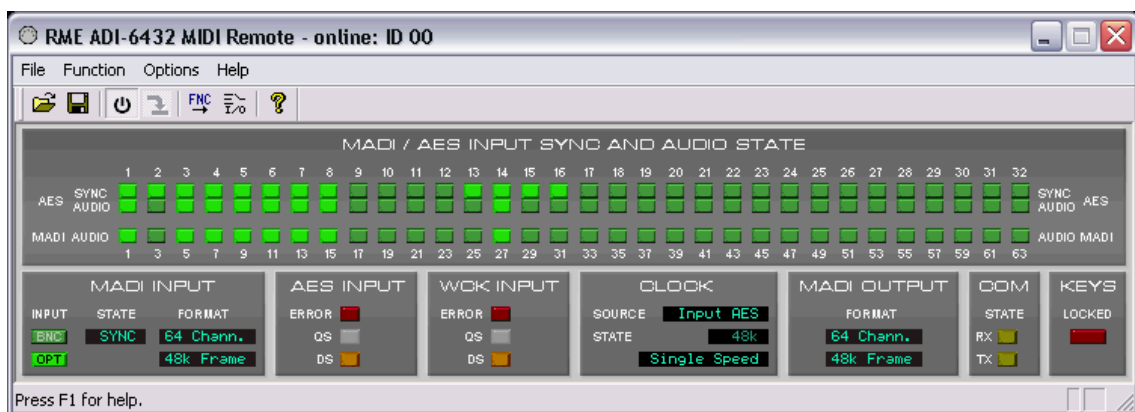 RME ADI-6432 MIDI Remote - online: ID 00
File Function Options Help
FNC I/o
MADI / AES INPUT SYNC AND AUDIO STATE
1 2 3 4 5 6 7 8 9 10 11 12 13 14 15 16 17 18 19 20 21 22 23 24 25 26 27 28 29 30 31 32
AES SYNC AUDIO SYNC AUDIO AES
MADI AUDIO AUDIO MADI
1 3 5 7 9 11 13 15 17 19 21 23 25 27 29 31 33 35 37 39 41 43 45 47 49 51 53 55 57 59 61 63
MADI INPUT AES INPUT WCK INPUT CLOCK MADI OUTPUT COM KEYS
INPUT STATE FORMAT ERROR ERROR SOURCE Input AES FORMAT STATE LOCKED
BNC SYNC 64 Chann. QS QS STATE 48k 64 Chann. RX
OPT 48k Frame DS DS Single Speed 48k Frame TX
Press F1 for help.